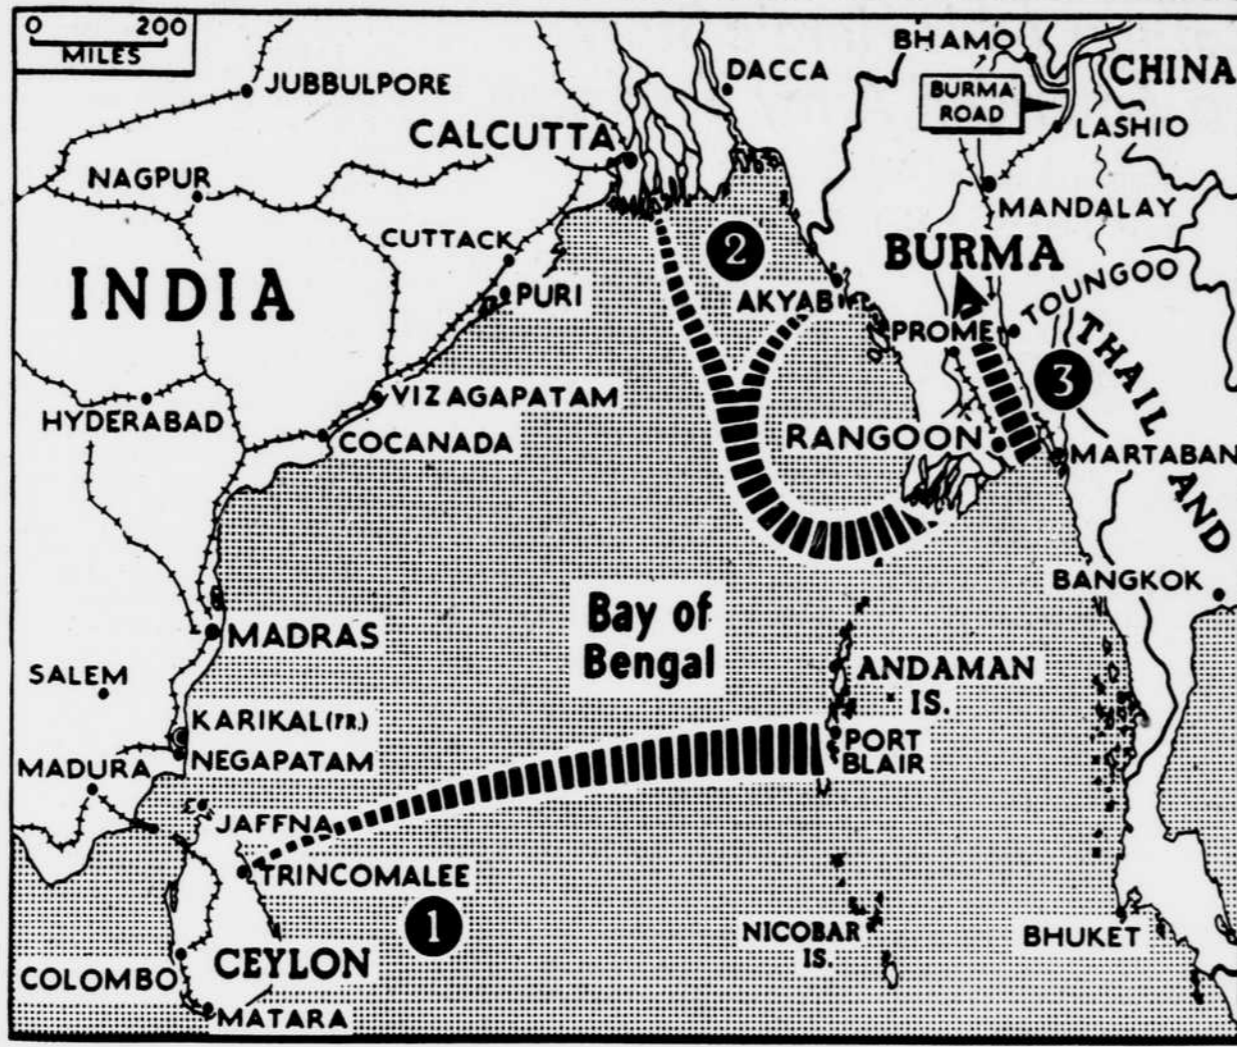 0 200
MILES
JUBBULPORE
DACCA
BHAMO
CHINA
BURMA
ROAD
LASHIO
CALCUTTA
NAGPUR
MANDALAY
CUTTACK
2
BURMA
INDIA
PURI
AKYAB
TOUNGOO
PROME
THAILAND
3
VIZAGAPATAM
HYDERABAD
COCANADA
RANGOON
MARTABAN
BANGKOK
Bay of
Bengal
MADRAS
SALEM
ANDAMAN
IS.
KARIKAL (FR.)
NEGAPATAM
PORT
BLAIR
MADURA
JAFFNA
TRINCOMALEE
1
NICOBAR
IS.
BHUKET
COLOMBO
CEYLON
MATARA